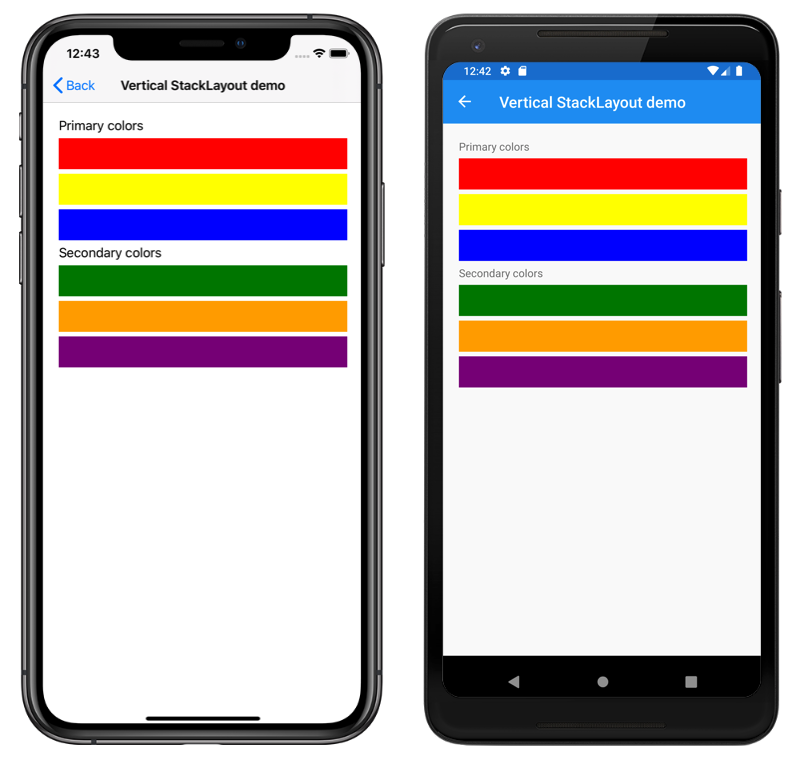 12:43
Back
Vertical StackLayout demo
Primary colors
Secondary colors
12:42
Vertical StackLayout demo
Primary colors
Secondary colors